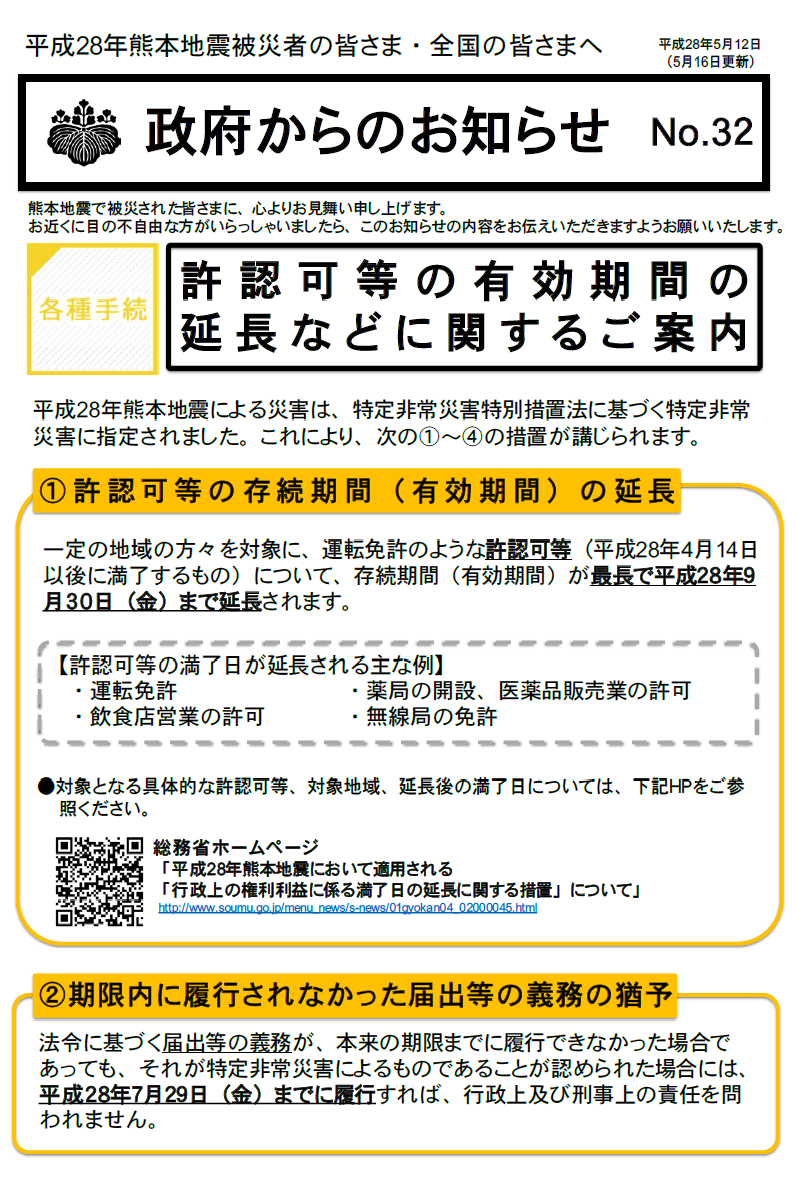 平成28年熊本地震被災者の皆さま・全国の皆さまへ
平成28年5月12日
（5月16日更新）
政府からのお知らせ No.32
熊本地震で被災された皆さまに、心よりお見舞い申し上げます。
お近くに目の不自由な方がいらっしゃいましたら、このお知らせの内容をお伝えいただきますようお願いいたします。
各種手続
許認可等の有効期間の
延長などに関するご案内
平成28年熊本地震による災害は、特定非常災害特別措置法に基づく特定非常
災害に指定されました。これにより、次の①～④の措置が講じられます。
①許認可等の存続期間（有効期間）の延長
一定の地域の方々を対象に、運転免許のような許認可等（平成28年4月14日
以後に満了するもの）について、存続期間（有効期間）が最長で平成28年9
月30日（金）まで延長されます。
【許認可等の満了日が延長される主な例】
・運転免許 ・薬局の開設、医薬品販売業の許可
・飲食店営業の許可 ・無線局の免許
●対象となる具体的な許認可等、対象地域、延長後の満了日については、下記HPをご参
照ください。
総務省ホームページ
「平成28年熊本地震において適用される
「行政上の権利利益に係る満了日の延長に関する措置」について」
http://www.soumu.go.jp/menu_news/s-news/01gyokan04_02000045.html
②期限内に履行されなかった届出等の義務の猶予
法令に基づく届出等の義務が、本来の期限までに履行できなかった場合で
あっても、それが特定非常災害によるものであることが認められた場合には、
平成28年7月29日（金）までに履行すれば、行政上及び刑事上の責任を問
われません。